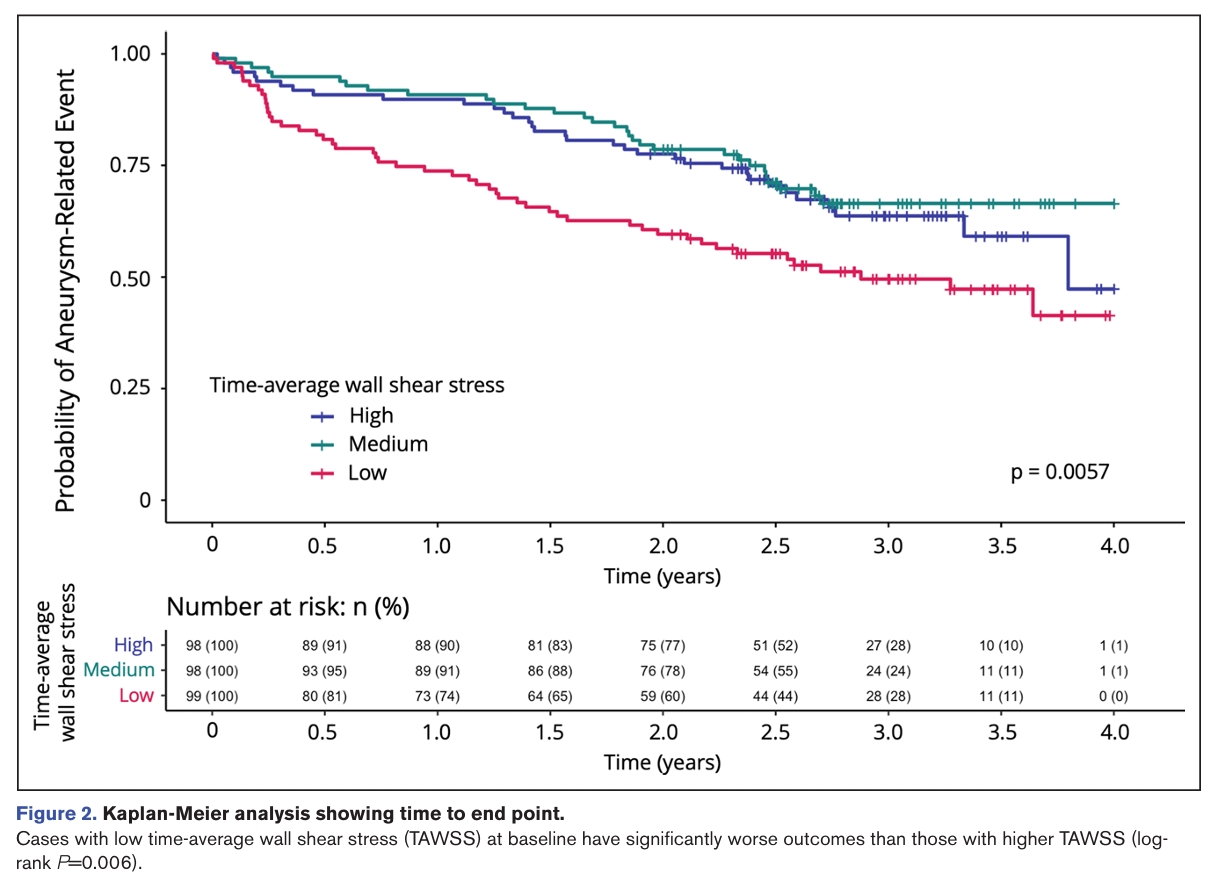 Probability of Aneurysm-Related Event
1.00
0.75
0.50
0.25
0
Time-average wall shear stress
High
Medium
Low
p = 0.0057
0 0.5 1.0 1.5 2.0 2.5 3.0 3.5 4.0
Time (years)
Time-average
wall shear stress
Number at risk: n (%)
High 98 (100) 89 (91) 88 (90) 81 (83) 75 (77) 51 (52) 27 (28) 10 (10) 1 (1)
Medium 98 (100) 93 (95) 89 (91) 86 (88) 76 (78) 54 (55) 24 (24) 11 (11) 1 (1)
Low 99 (100) 80 (81) 73 (74) 64 (65) 59 (60) 44 (44) 28 (28) 11 (11) 0 (0)
0 0.5 1.0 1.5 2.0 2.5 3.0 3.5 4.0
Time (years)
Figure 2. Kaplan-Meier analysis showing time to end point.
Cases with low time-average wall shear stress (TAWSS) at baseline have significantly worse outcomes than those with higher TAWSS (log-
rank P=0.006).